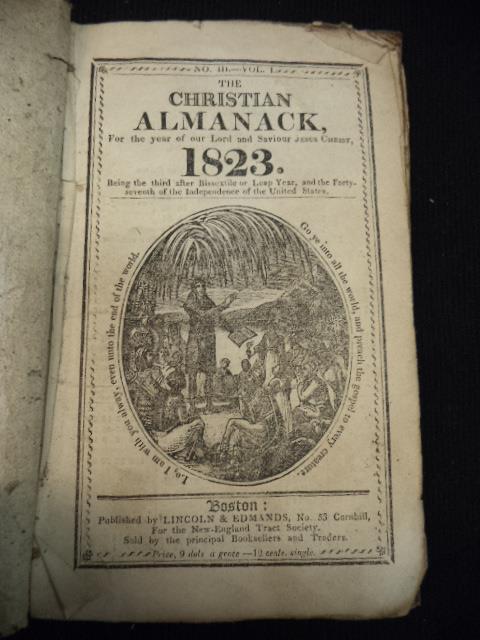 NO. III.—VOL. I.
THE
CHRISTIAN
ALMANACK,
For the year of our Lord and Saviour JESUS CHRIST,
1823.
Being the third after Bissextile or Leap Year, and the Forty-
seventh of the Independence of the United States.
Go ye into all the world, and preach the gospel to every creature.
Lo, I am with you alway, even unto the end of the world.
Boston:
Published by LINCOLN & EDMANDS, No. 53 Cornhill,
For the New-England Tract Society.
Sold by the principal Booksellers and Traders.
Price, 9 dols a groce—12 cents. single.